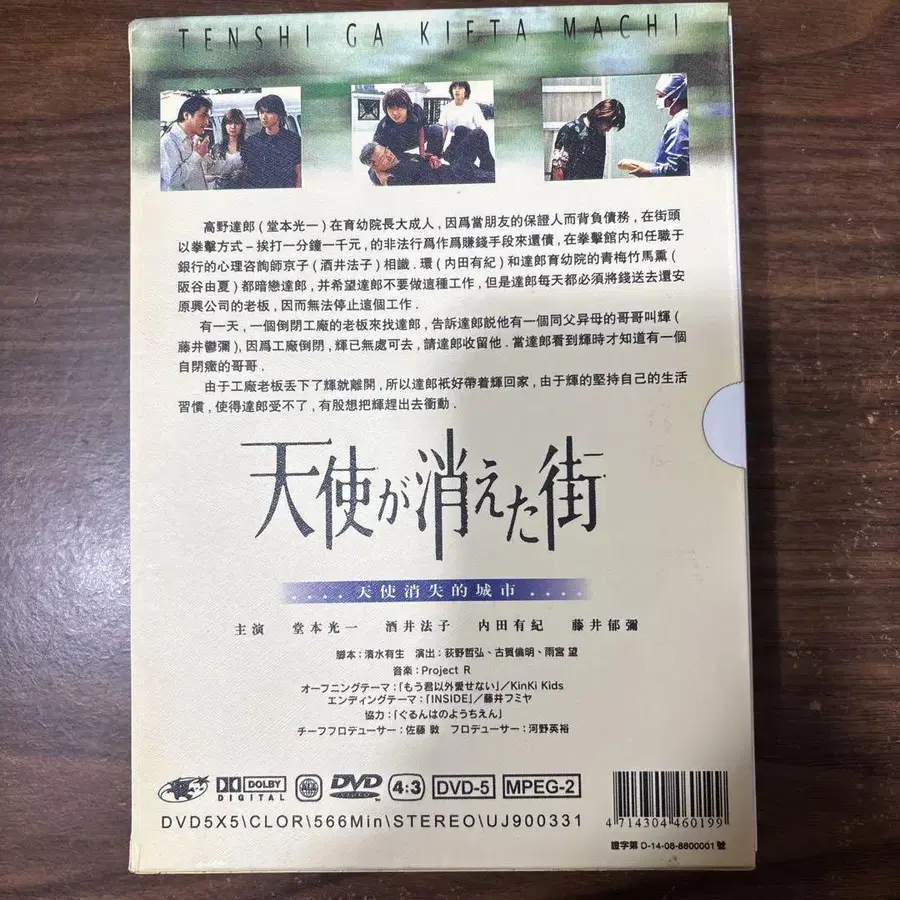 TENSHI GA KIETA MACHI
高野達郎(堂本光一)在育幼院長大成人,因爲當朋友的保證人而背負債務,在街頭
以拳擊方式–挨打一分鐘一千元,的非法行爲作爲賺錢手段來還債,在拳擊館内和任職于
銀行的心理咨詢師京子(酒井法子)相識.環(内田有紀)和達郎育幼院的青梅竹馬薫(
阪谷由夏)都暗戀達郎,并希望達郎不要做這種工作,但是達郎每天都必須將錢送去還安
原興公司的老板,因而無法停止這個工作.
有一天,一個倒閉工廠的老板來找達郎,告訴達郎説他有一個同父异母的哥哥叫輝(
藤井鬱彌),因爲工廠倒閉,輝已無處可去,請達郎收留他.當達郎看到輝時才知道有一個
自閉癥的哥哥.
由于工廠老板丢下了輝就離開,所以達郎衹好帶着輝回家,由于輝的堅持自己的生活
習慣,使得達郎受不了,有股想把輝趕出去衝動.
天使が消えた街
....天使消失的城市....
主演 堂本光一 酒井法子 内田有紀 藤井郁彌
脚本:清水有生 演出:荻野哲弘、古賀倫明、雨宮 望
音楽:Project R
オーフニングテーマ:「もう君以外愛せない」/KinKi Kids
エンディングテーマ:「INSIDE」/藤井フミヤ
協力:「ぐるんはのようちえん」
チーフフロデューサー:佐藤 敦 フロデューサー:河野英裕
DOLBY DIGITAL ALL DVD VIDEO 4:3 DVD-5 MPEG-2
DVD5X5\CLOR\566Min\STEREO\UJ900331
4 714304 460199
證字第 D-14-08-8800001 號